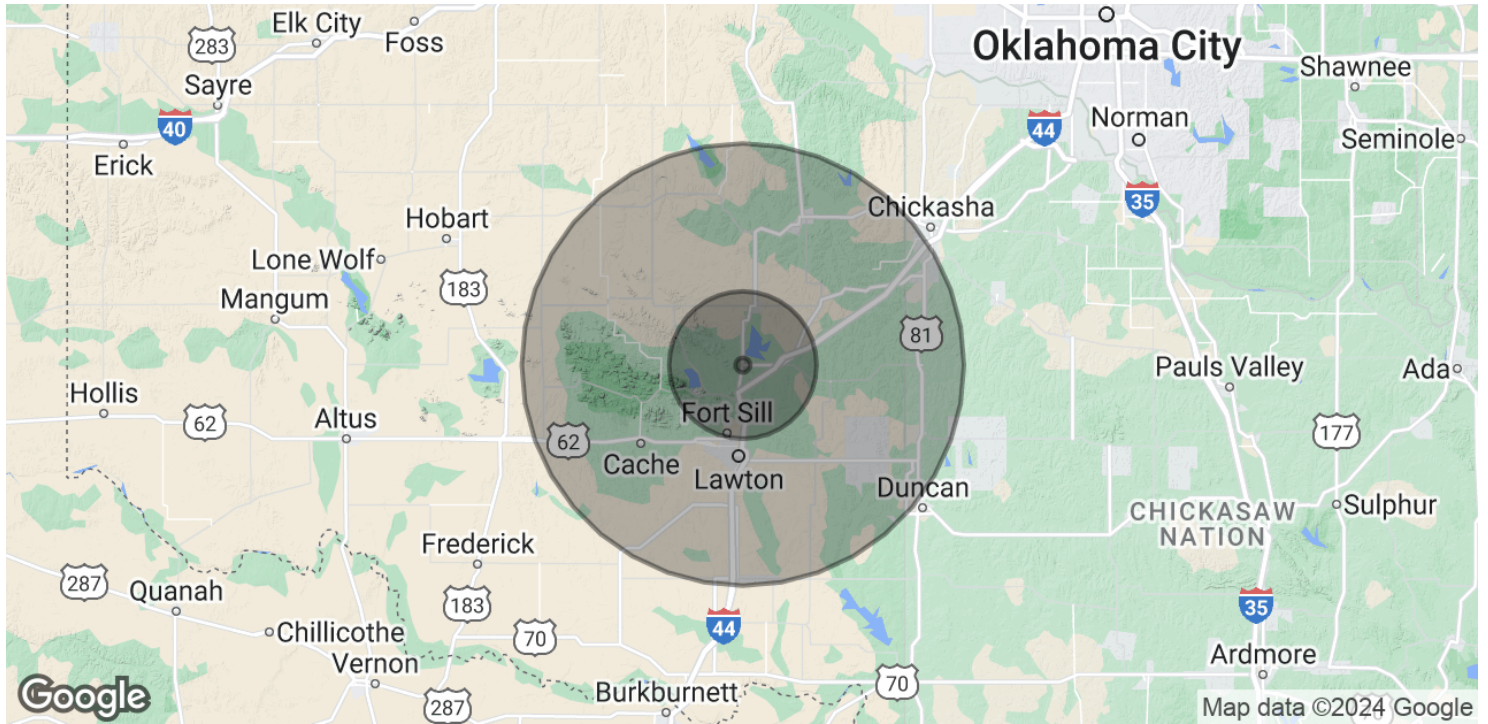 Elk City
Foss
283
Oklahoma City
Sayre
Shawnee
40
44
Norman
Seminole
Erick
35
Chickasha
Hobart
Lone Wolf
183
Mangum
81
Pauls Valley
Ada
Hollis
62
Altus
Fort Sill
62
177
Cache
Lawton
Duncan
CHICKASAW
NATION
Sulphur
Frederick
287
Quanah
183
44
70
35
Chillicothe
Vernon
Ardmore
287
Burkburnett
70
Google
Map data ©2024 Google